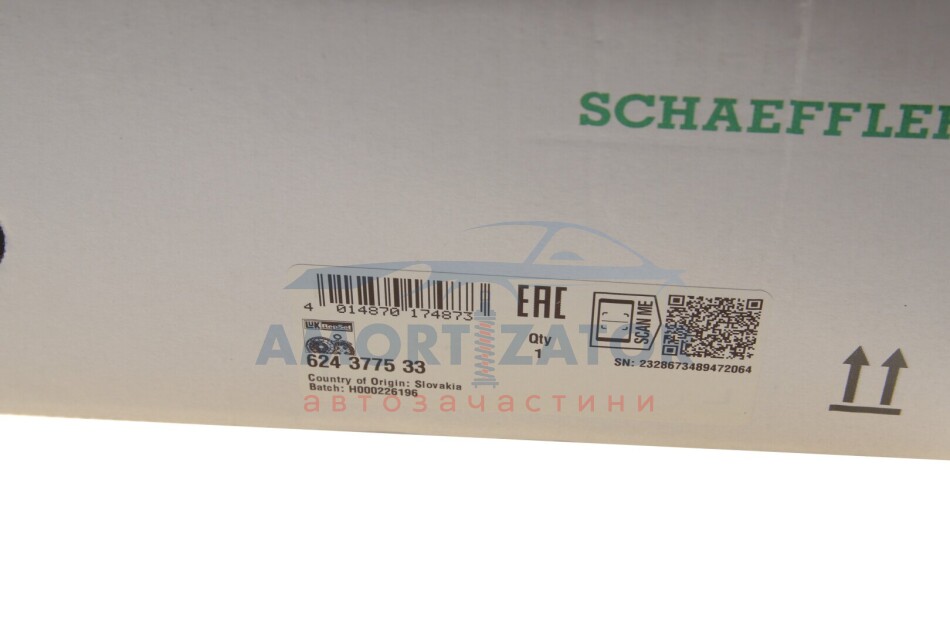 SCHAEFFLER
4 014870 174873
EAC
Qty
1
SCAN ME
SN: 2328673489472064
LUK RepSet
624 3775 33
Country of Origin: Slovakia
Batch: H000226196
AMORTIZATOR
автозачастини